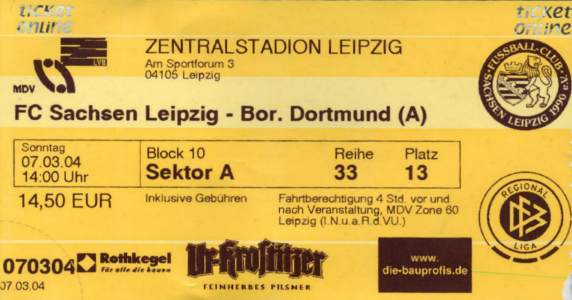 ticket online
ticket online
LVB
MDV
ZENTRALSTADION LEIPZIG
Am Sportforum 3
04105 Leipzig
FUSSBALL-CLUB SACHSEN LEIPZIG 1990 e.V.
FC Sachsen Leipzig - Bor. Dortmund (A)
Sonntag
07.03.04
14:00 Uhr
Block 10
Sektor A
Reihe
33
Platz
13
14,50 EUR
Inklusive Gebühren
Fahrtberechtigung 4 Std. vor und
nach Veranstaltung, MDV Zone 60
Leipzig (I.N.u.a.R.d.VU.)
REGIONAL
DFB
LIGA
070304
Rothkegel
für alle die bauen
Ur-Krostitzer
FEINHERBES PILSNER
www.
die-bauprofis.de
07.03.04